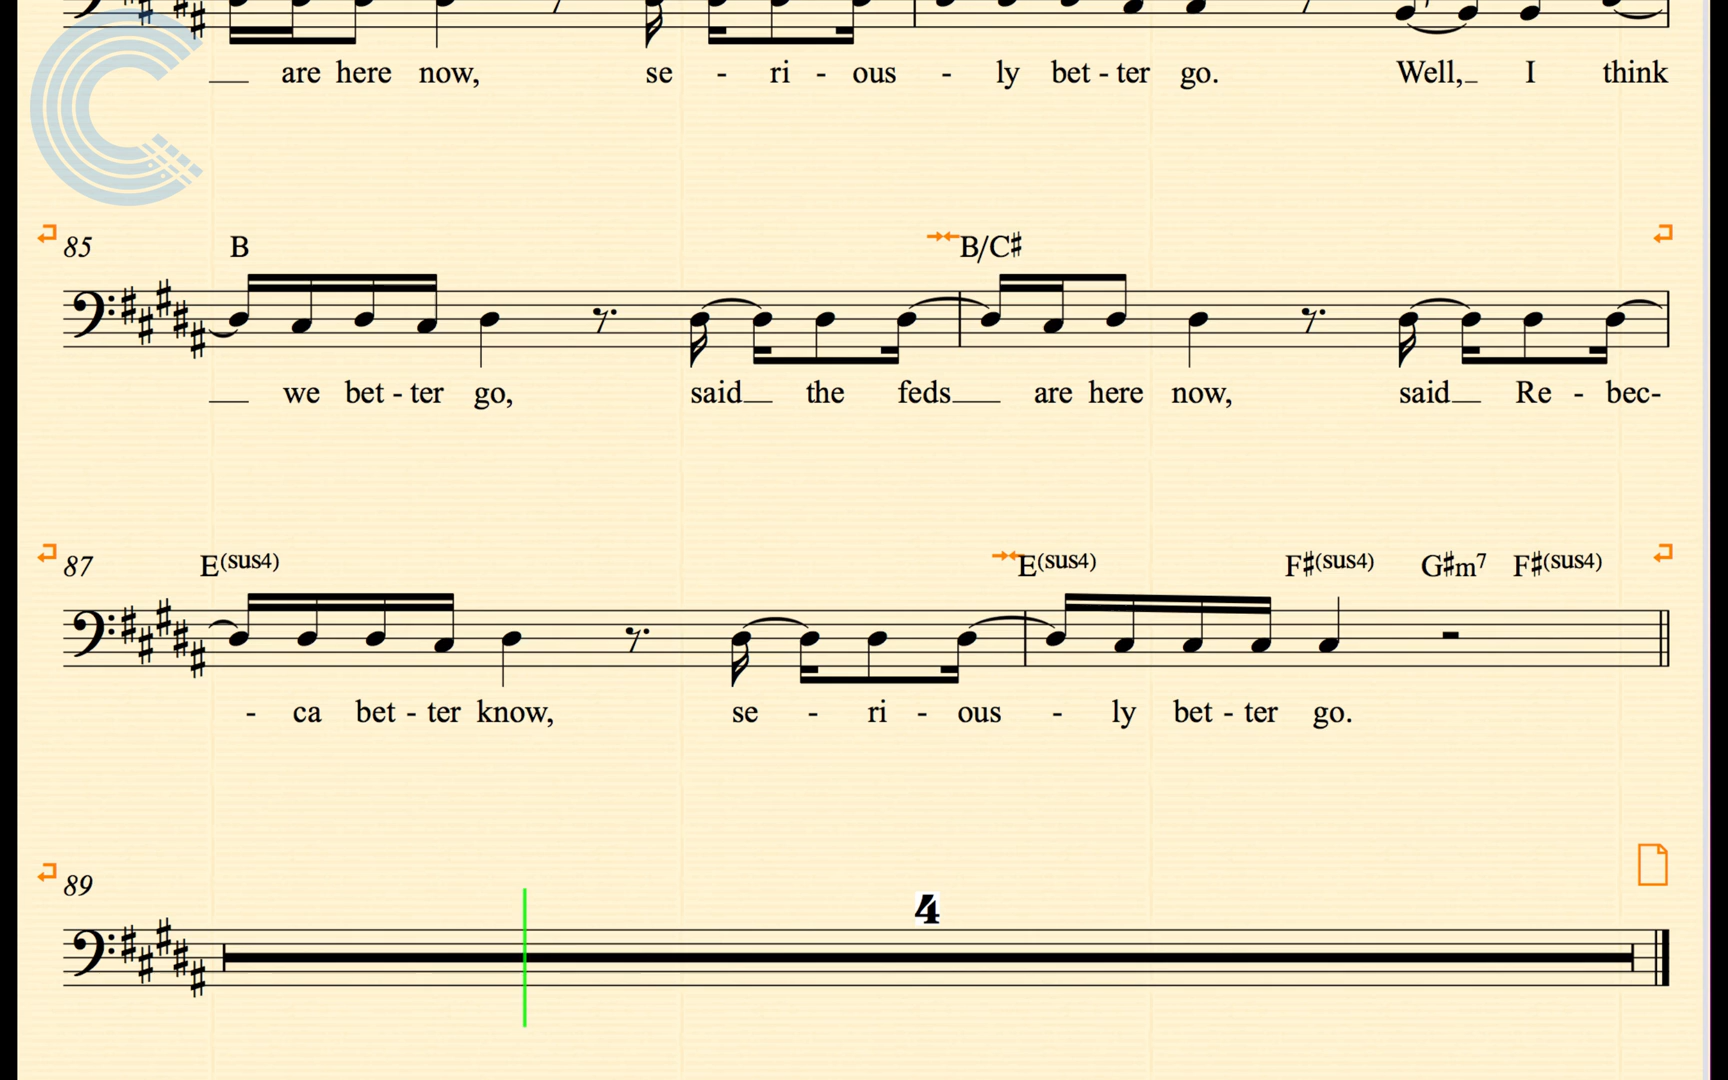 are here now, se - ri - ous - ly bet - ter go. Well, I think
85 B B/C♯
we bet - ter go, said the feds are here now, said Re - bec-
87 E(sus4) E(sus4) F♯(sus4) G♯m7 F♯(sus4)
- ca bet - ter know, se - ri - ous - ly bet - ter go.
89
4